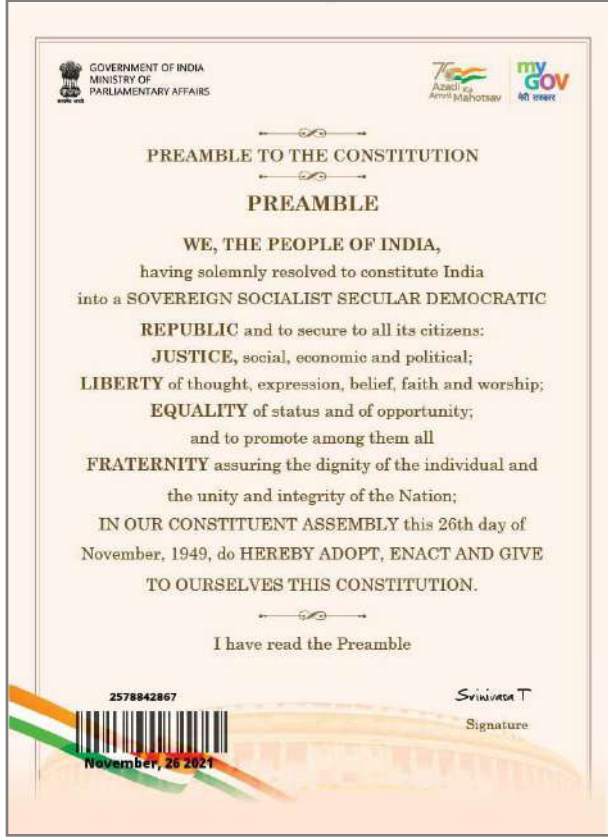 GOVERNMENT OF INDIA
MINISTRY OF
PARLIAMENTARY AFFAIRS
सत्यमेव जयते
75
Azadi Ka
Amrit Mahotsav
my
GOV
मेरी सरकार
PREAMBLE TO THE CONSTITUTION
PREAMBLE
WE, THE PEOPLE OF INDIA,
having solemnly resolved to constitute India
into a SOVEREIGN SOCIALIST SECULAR DEMOCRATIC
REPUBLIC and to secure to all its citizens:
JUSTICE, social, economic and political;
LIBERTY of thought, expression, belief, faith and worship;
EQUALITY of status and of opportunity;
and to promote among them all
FRATERNITY assuring the dignity of the individual and
the unity and integrity of the Nation;
IN OUR CONSTITUENT ASSEMBLY this 26th day of
November, 1949, do HEREBY ADOPT, ENACT AND GIVE
TO OURSELVES THIS CONSTITUTION.
I have read the Preamble
2578842867
November, 26 2021
Srinivasa T
Signature